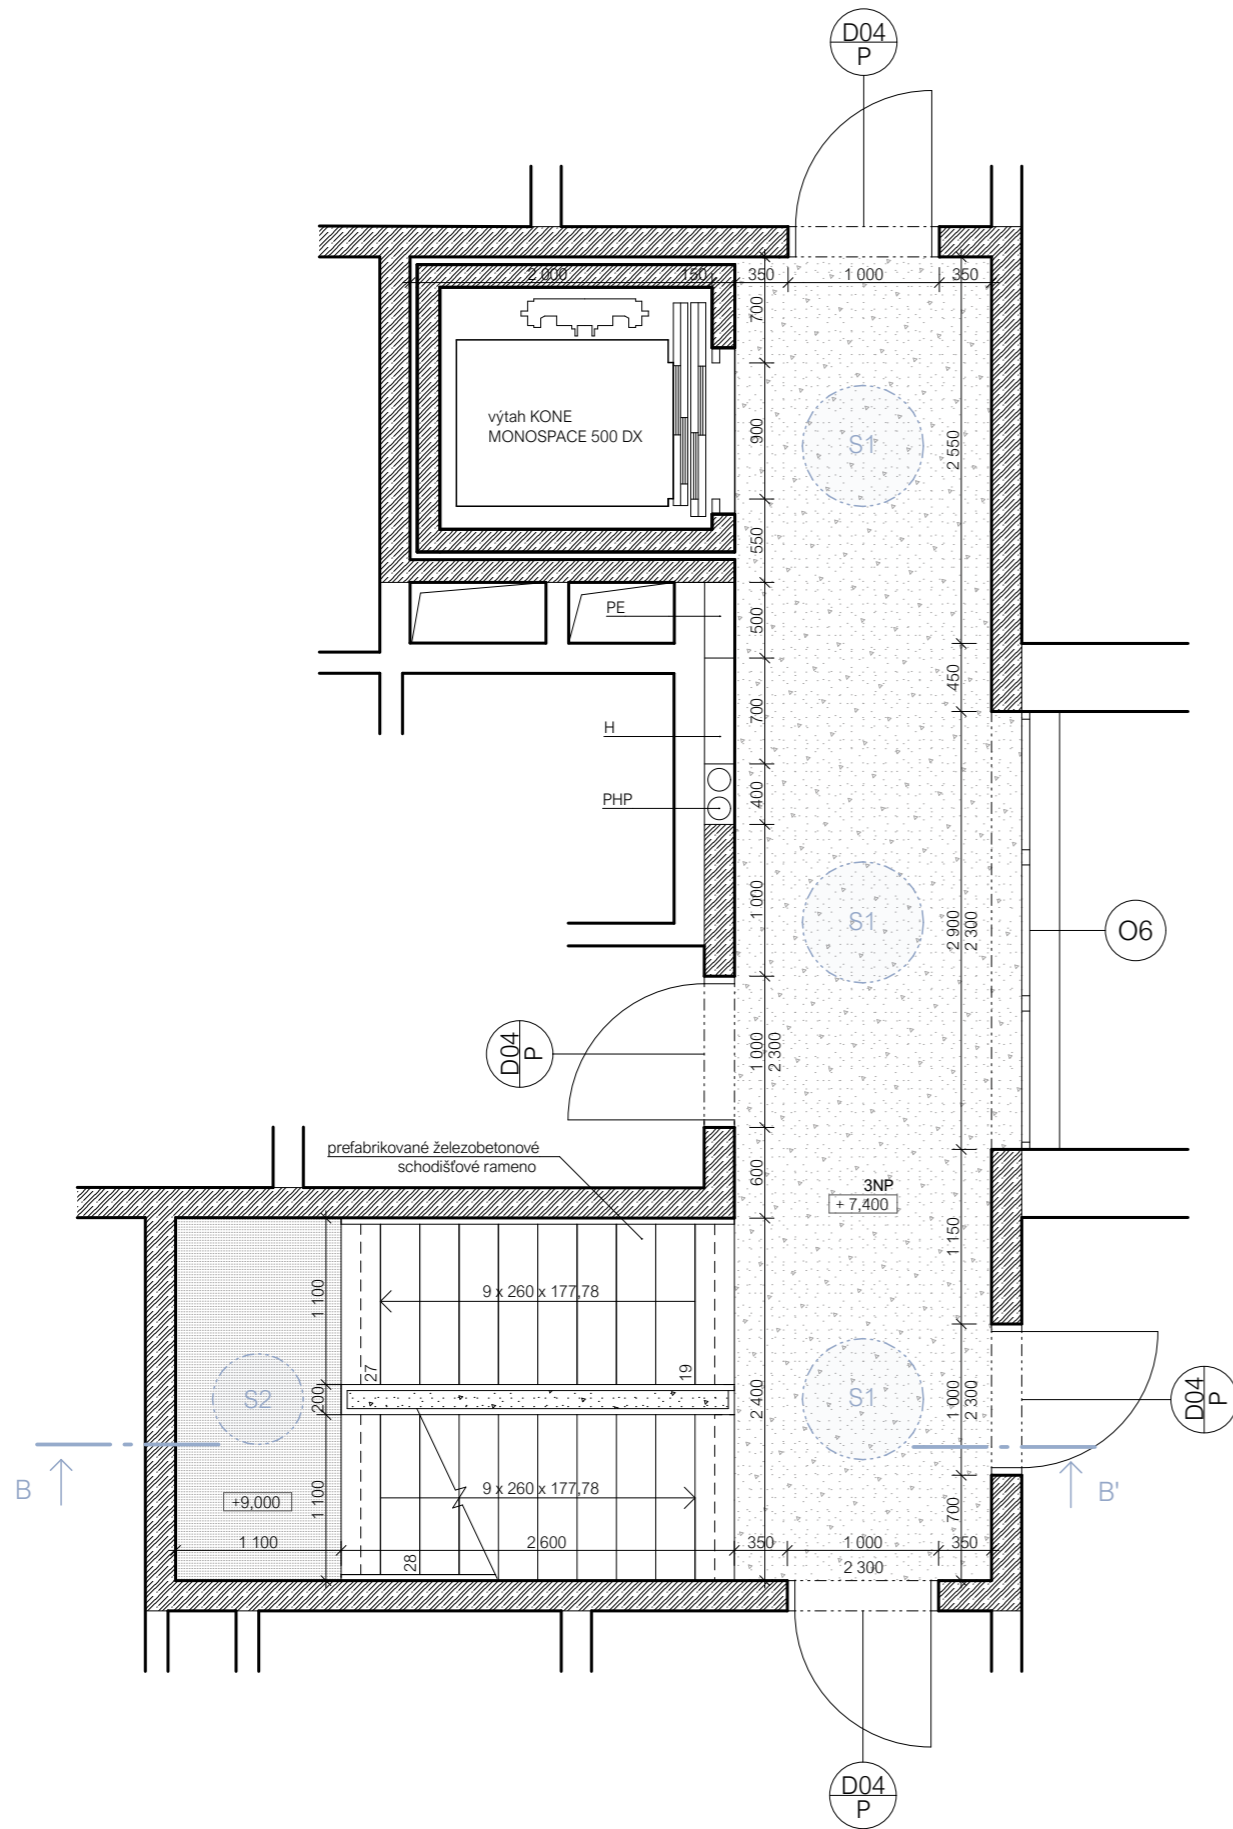 D04
P
2 000
150
350
1 000
350
700
výtah KONE
MONOSPACE 500 DX
900
S1
2 550
550
PE
500
450
H
700
PHP
400
1 000
S1
2 900
2 300
O6
D04
P
1 000
2 300
prefabrikované železobetonové
schodišťové rameno
600
3NP
+ 7,400
1 150
1 100
9 x 260 x 177,78
27
19
S2
200
2 400
S1
1 000
2 300
D04
P
B
B'
+9,000
1 100
9 x 260 x 177,78
700
28
1 100
2 600
350
1 000
350
2 300
D04
P